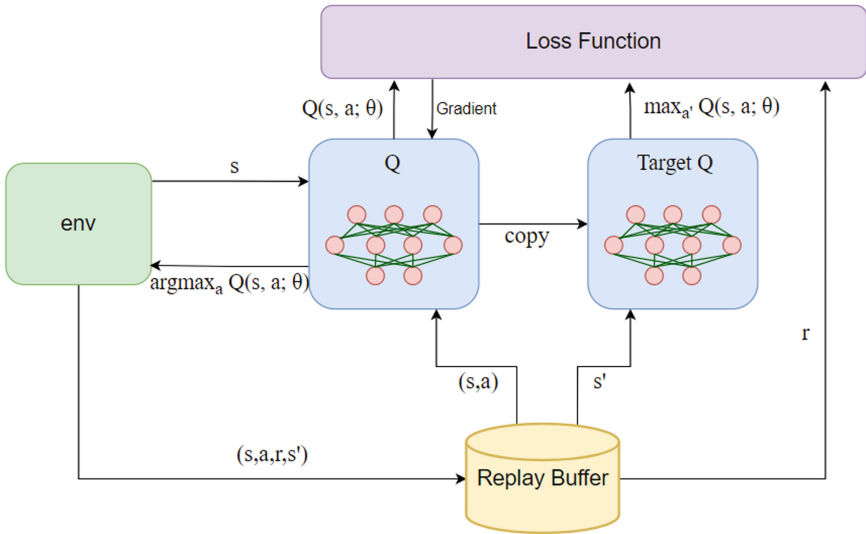 Loss Function
Q(s, a; θ)
Gradient
maxₐ' Q(s, a; θ)
Q
Target Q
s
env
copy
argmaxₐ Q(s, a; θ)
r
(s,a)
s'
(s,a,r,s')
Replay Buffer